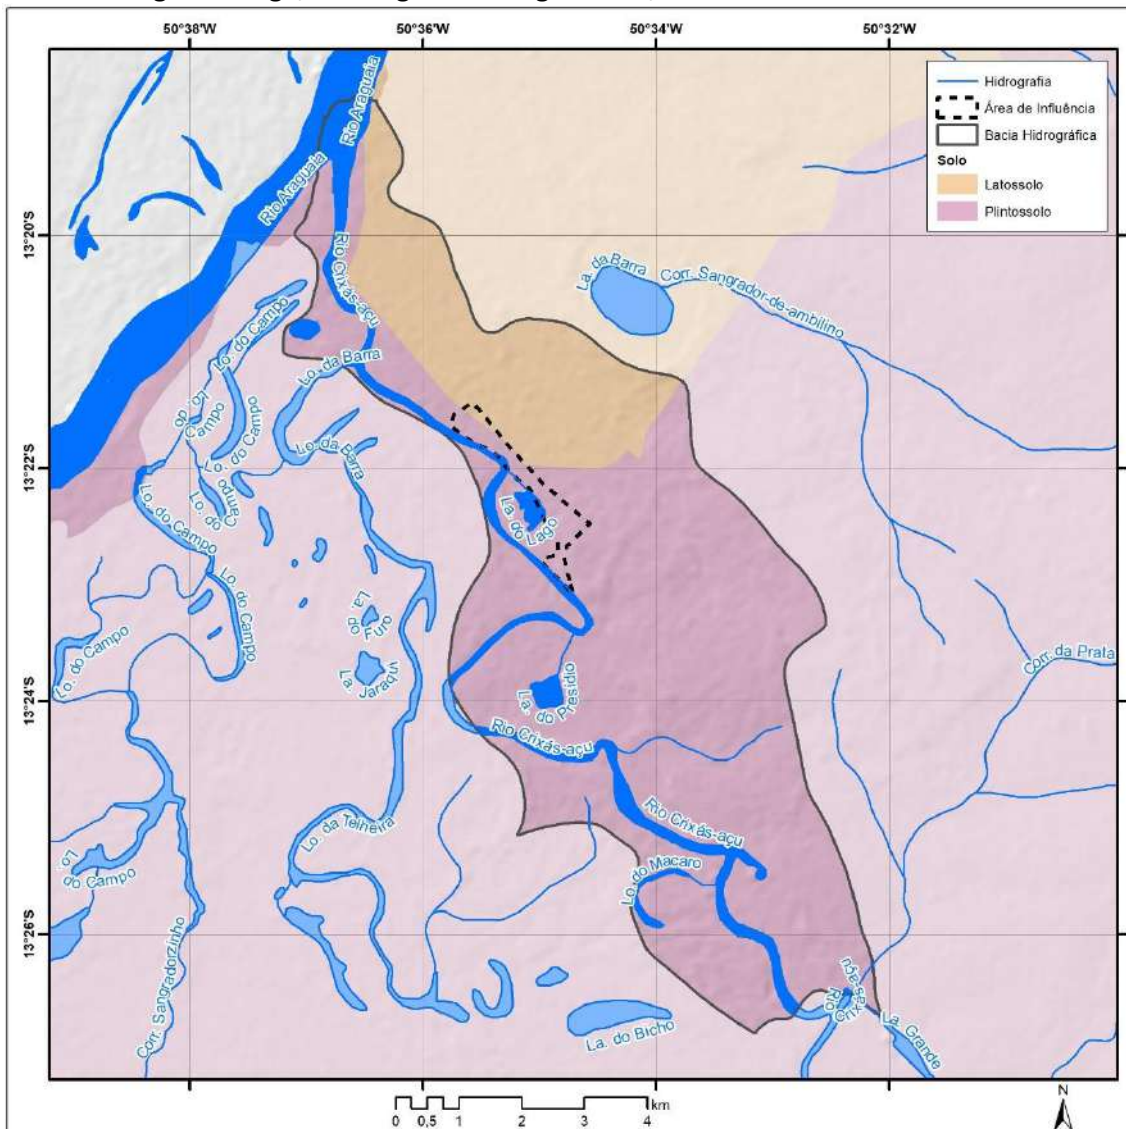 50°38'W
50°36'W
50°34'W
50°32'W
Hidrografia
Área de Influência
Bacia Hidrográfica
Solo
Latossolo
Plintossolo
Rio Araguaia
Rio Araguaia
13°20'S
Rio Crixás-açu
La. da Barra
Corr. Sangrador-de-ambilino
Lo. do Campo
Lo. da Barra
Lo. do
Campo
Lo. do Campo
Lo. da Barra
13°22'S
Lo. do
Campo
Lo. do Campo
La. do Lago
Lo. do Campo
La. do
Furo
Lo. do Campo
La. Jaraqui
Corr. da Prata
La. do Presidio
13°24'S
Rio Crixás-açu
Rio Crixás-açu
Lo. da Telheira
Lo.
do Campo
Lo. do Macaro
13°26'S
Corr. Sangradorzinho
Rio
Crixás-açu
La. Grande
La. do Bicho
N
km
0 0,5 1 2 3 4